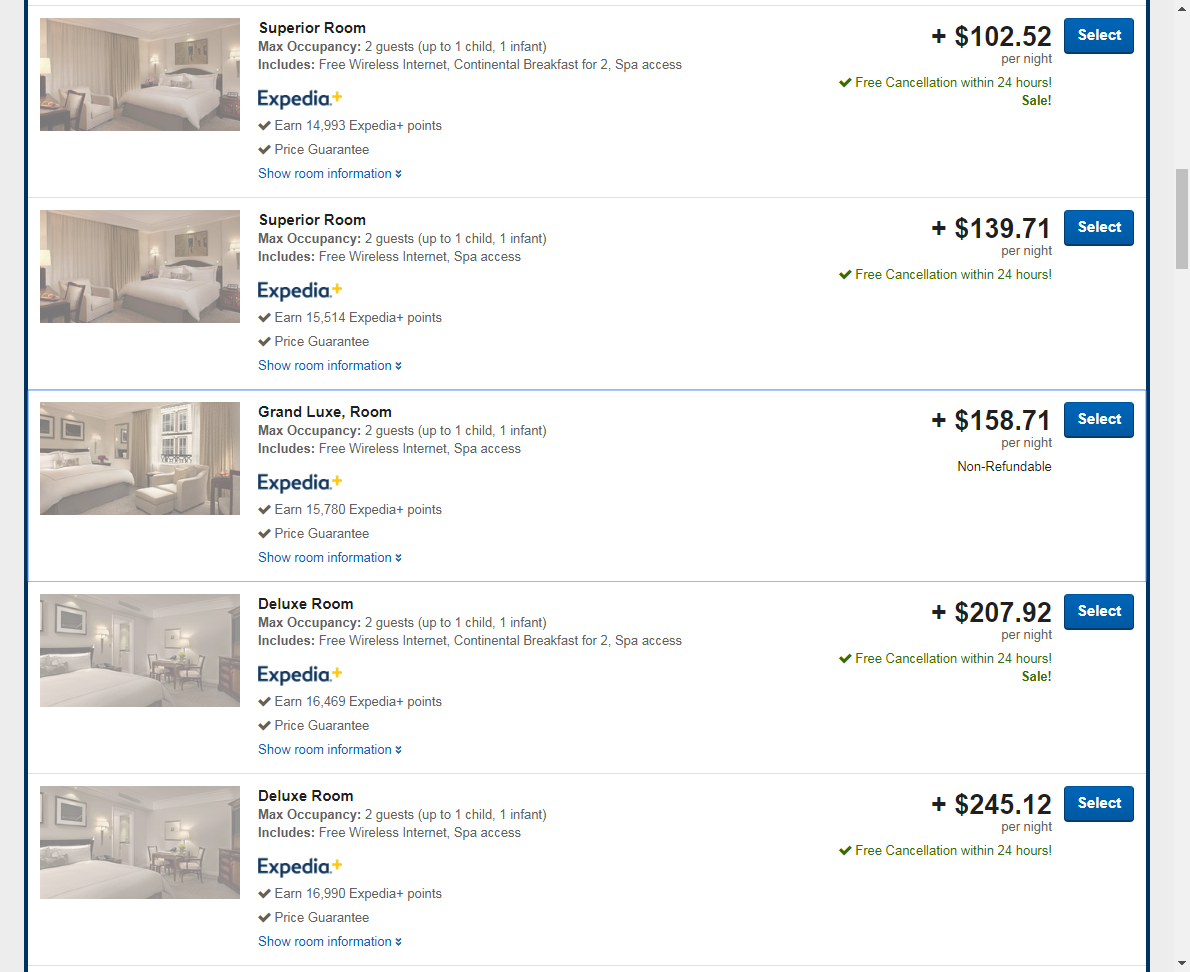 Superior Room
Max Occupancy: 2 guests (up to 1 child, 1 infant)
Includes: Free Wireless Internet, Continental Breakfast for 2, Spa access
Expedia+
Earn 14,993 Expedia+ points
Price Guarantee
Show room information
+ $102.52
per night
Free Cancellation within 24 hours!
Sale!
Select
Superior Room
Max Occupancy: 2 guests (up to 1 child, 1 infant)
Includes: Free Wireless Internet, Spa access
Expedia+
Earn 15,514 Expedia+ points
Price Guarantee
Show room information
+ $139.71
per night
Free Cancellation within 24 hours!
Select
Grand Luxe, Room
Max Occupancy: 2 guests (up to 1 child, 1 infant)
Includes: Free Wireless Internet, Spa access
Expedia+
Earn 15,780 Expedia+ points
Price Guarantee
Show room information
+ $158.71
per night
Non-Refundable
Select
Deluxe Room
Max Occupancy: 2 guests (up to 1 child, 1 infant)
Includes: Free Wireless Internet, Continental Breakfast for 2, Spa access
Expedia+
Earn 16,469 Expedia+ points
Price Guarantee
Show room information
+ $207.92
per night
Free Cancellation within 24 hours!
Sale!
Select
Deluxe Room
Max Occupancy: 2 guests (up to 1 child, 1 infant)
Includes: Free Wireless Internet, Spa access
Expedia+
Earn 16,990 Expedia+ points
Price Guarantee
Show room information
+ $245.12
per night
Free Cancellation within 24 hours!
Select